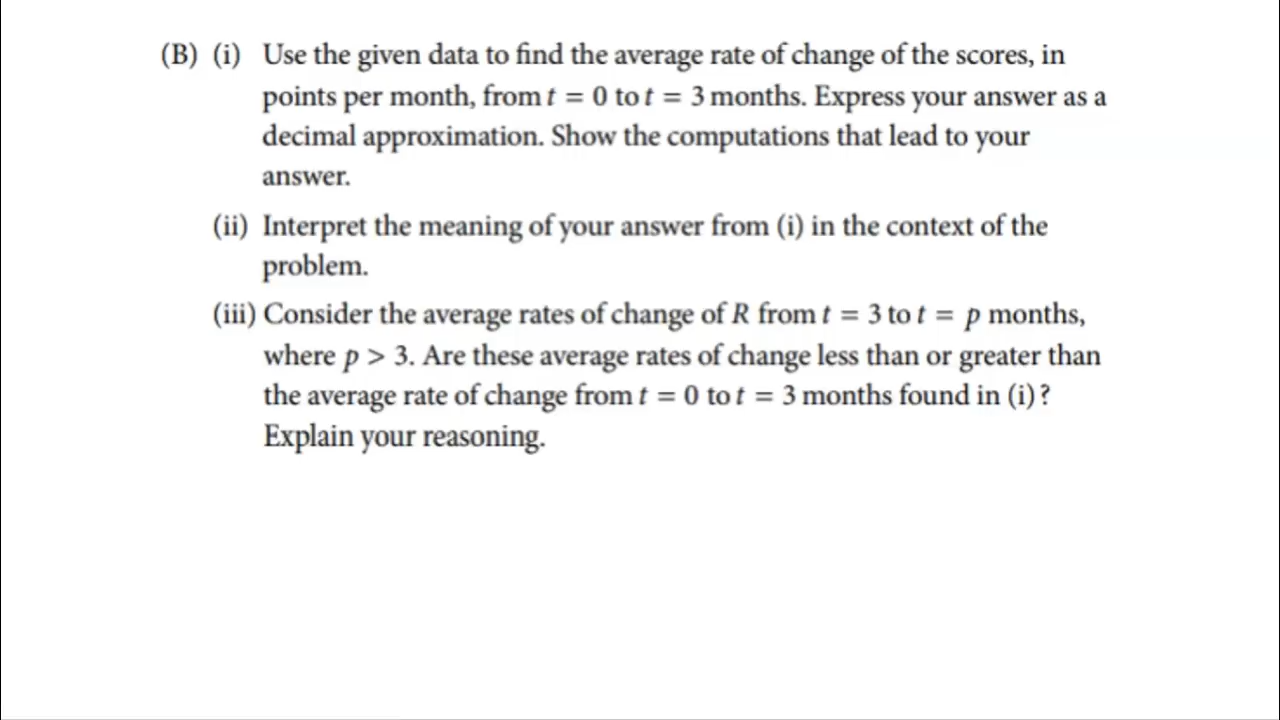 (B) (i) Use the given data to find the average rate of change of the scores, in
points per month, from t = 0 to t = 3 months. Express your answer as a
decimal approximation. Show the computations that lead to your
answer.
(ii) Interpret the meaning of your answer from (i) in the context of the
problem.
(iii) Consider the average rates of change of R from t = 3 to t = p months,
where p > 3. Are these average rates of change less than or greater than
the average rate of change from t = 0 to t = 3 months found in (i)?
Explain your reasoning.